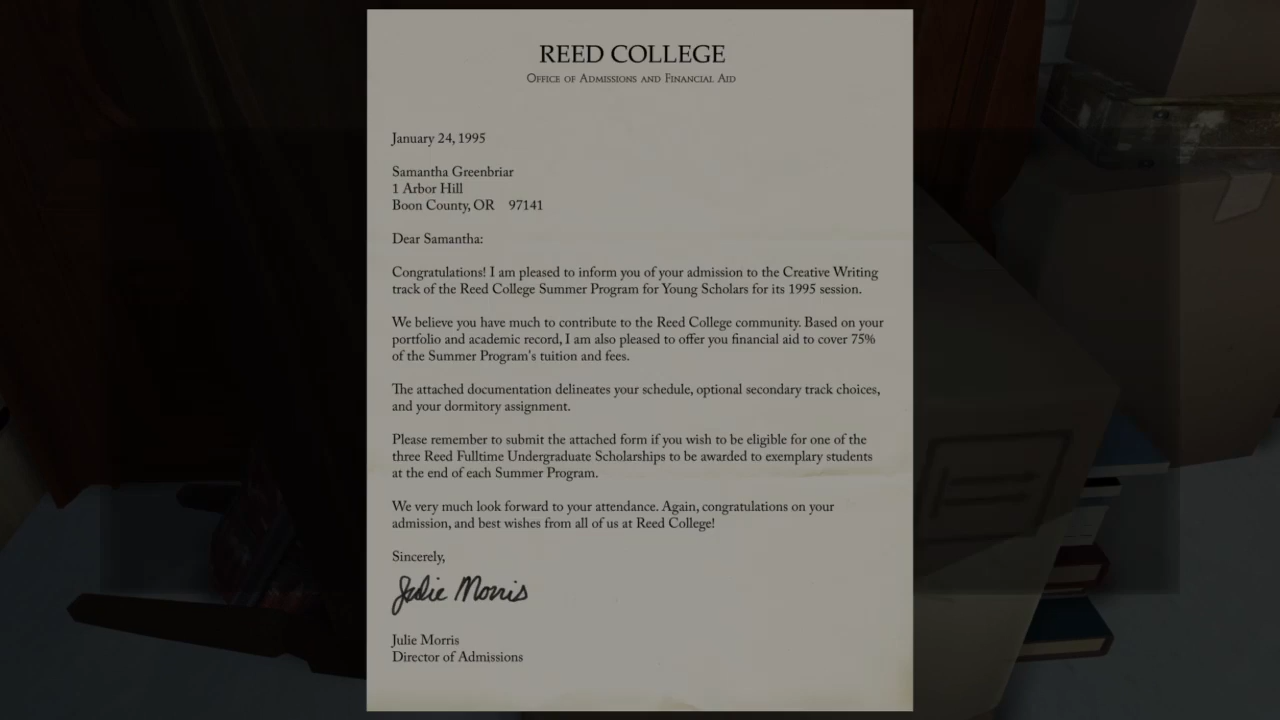 REED COLLEGE
Office of Admissions and Financial Aid
January 24, 1995
Samantha Greenbriar
1 Arbor Hill
Boon County, OR 97141
Dear Samantha:
Congratulations! I am pleased to inform you of your admission to the Creative Writing
track of the Reed College Summer Program for Young Scholars for its 1995 session.
We believe you have much to contribute to the Reed College community. Based on your
portfolio and academic record, I am also pleased to offer you financial aid to cover 75%
of the Summer Program's tuition and fees.
The attached documentation delineates your schedule, optional secondary track choices,
and your dormitory assignment.
Please remember to submit the attached form if you wish to be eligible for one of the
three Reed Fulltime Undergraduate Scholarships to be awarded to exemplary students
at the end of each Summer Program.
We very much look forward to your attendance. Again, congratulations on your
admission, and best wishes from all of us at Reed College!
Sincerely,
Julie Morris
Julie Morris
Director of Admissions